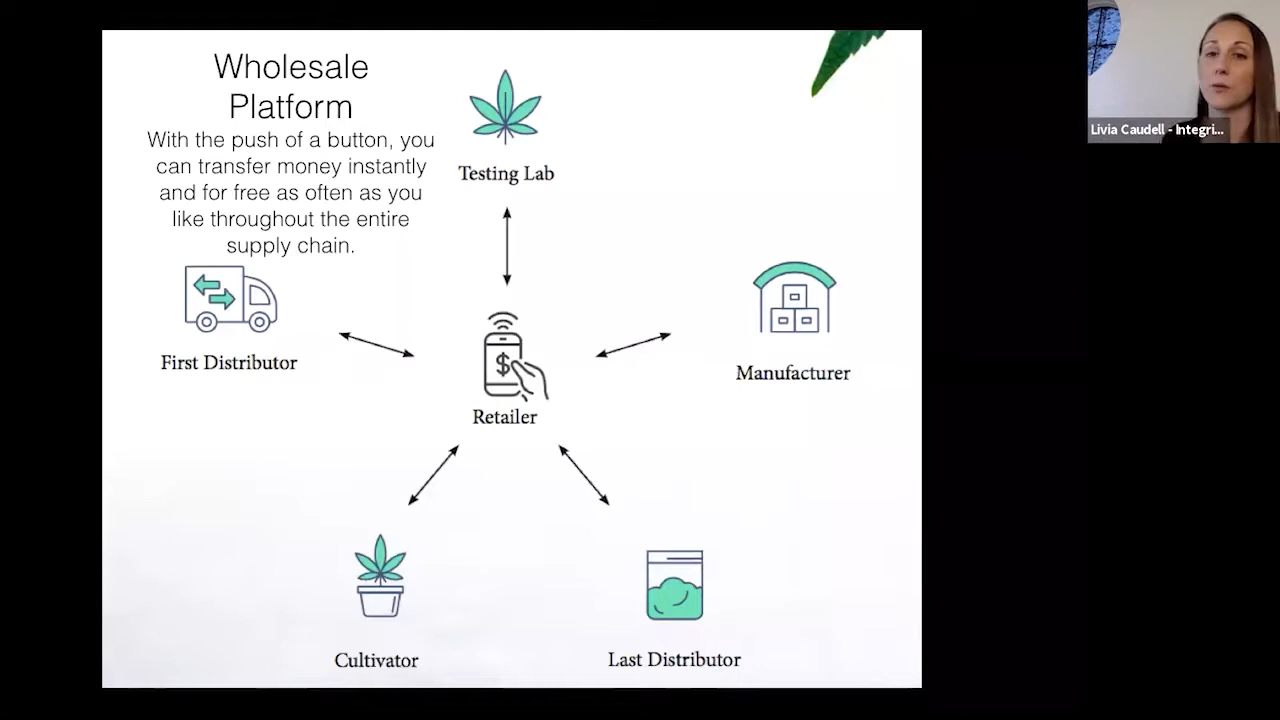 Wholesale
Platform
With the push of a button, you
can transfer money instantly
and for free as often as you
like throughout the entire
supply chain.
Testing Lab
First Distributor
Manufacturer
$
Retailer
Cultivator
Last Distributor
Livia Caudell - Integri...